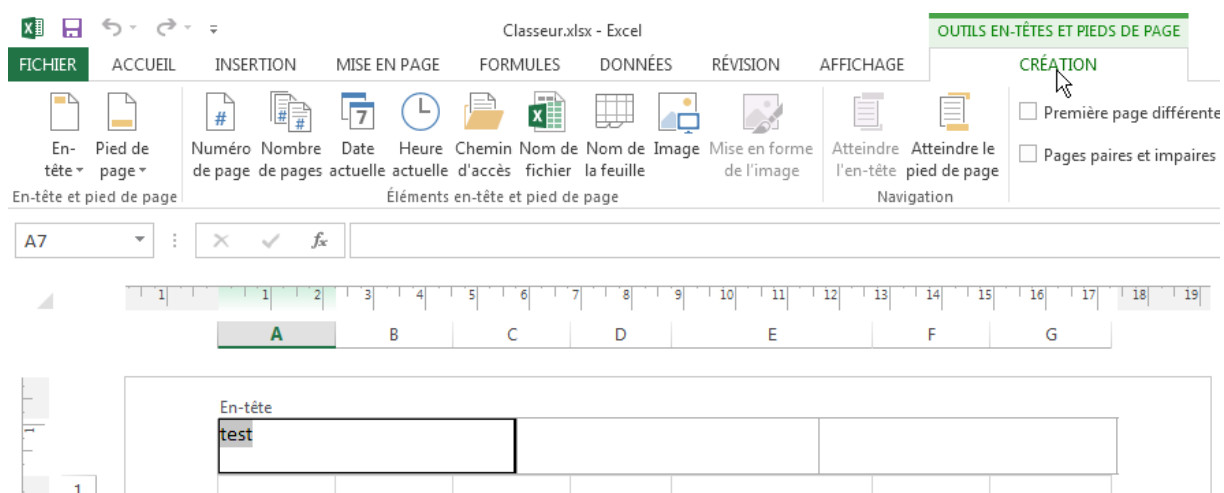 Classeur.xlsx - Excel
OUTILS EN-TÊTES ET PIEDS DE PAGE
FICHIER ACCUEIL INSERTION MISE EN PAGE FORMULES DONNÉES RÉVISION AFFICHAGE CRÉATION
En-tête
Pied de page
Numéro de page
Nombre de pages
Date actuelle
Heure actuelle
Chemin d'accès
Nom de fichier
Nom de la feuille
Image
Mise en forme de l'image
Atteindre l'en-tête
Atteindre le pied de page
Première page différente
Pages paires et impaires
En-tête et pied de page
Éléments en-tête et pied de page
Navigation
A7
fx
1 1 2 3 4 5 6 7 8 9 10 11 12 13 14 15 16 17 18 19
A B C D E F G
En-tête
test
1
1